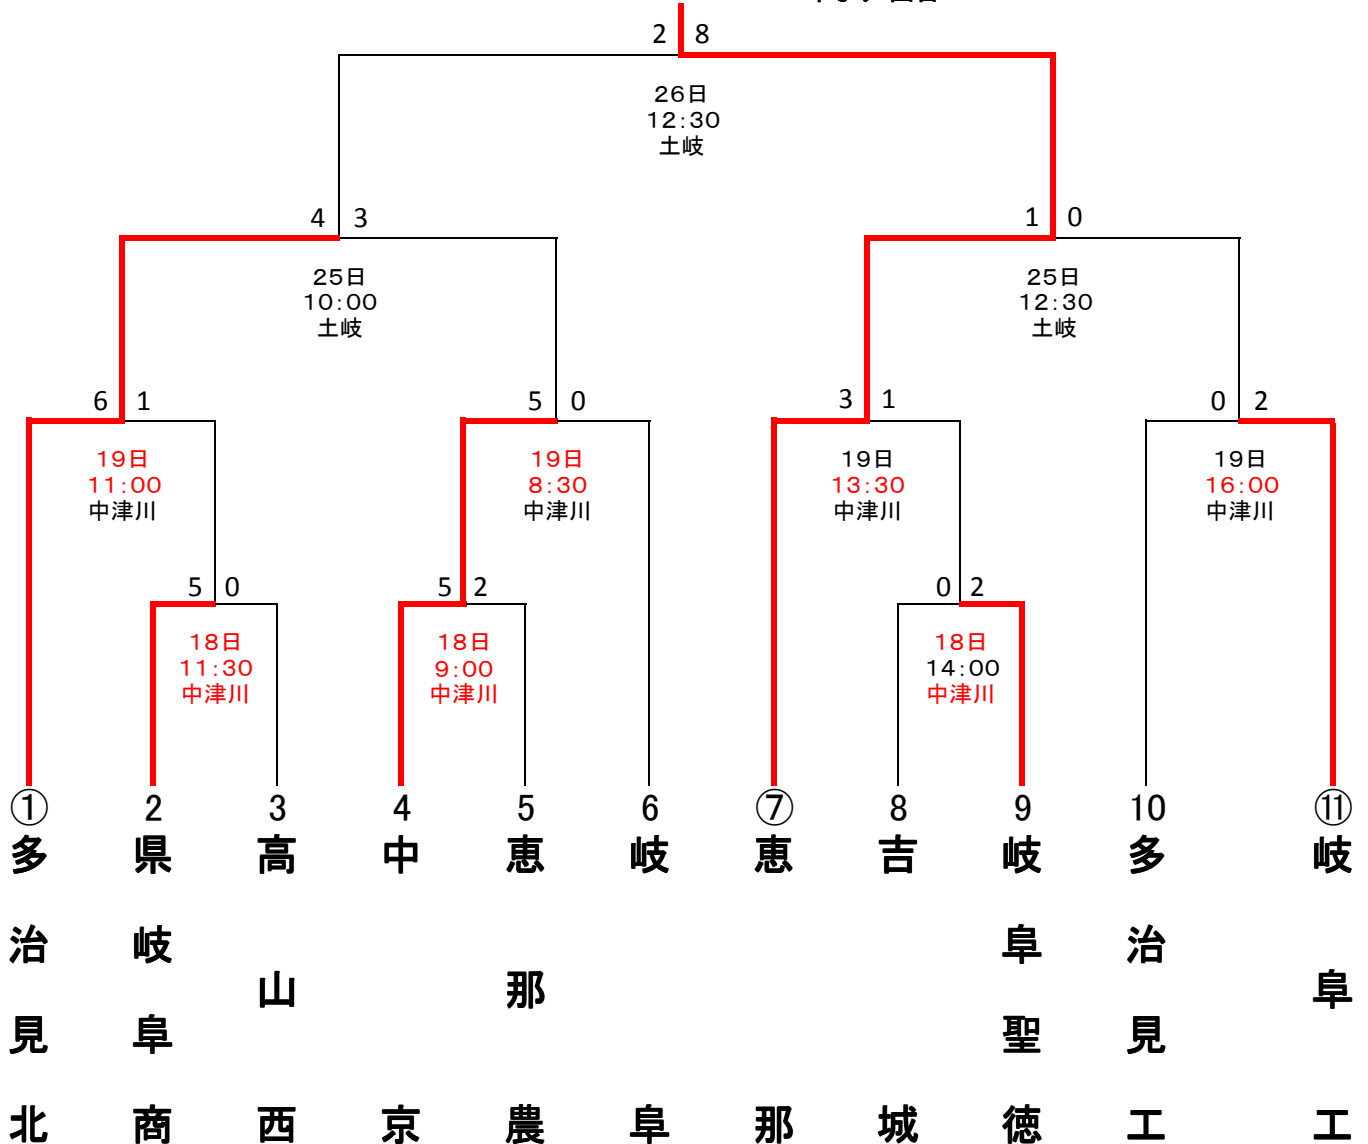 2 8
26日
12:30
土岐
4 3
1 0
25日
10:00
土岐
25日
12:30
土岐
6 1
5 0
3 1
0 2
19日
11:00
中津川
19日
8:30
中津川
19日
13:30
中津川
19日
16:00
中津川
5 0
5 2
0 2
18日
11:30
中津川
18日
9:00
中津川
18日
14:00
中津川
① 2 3 4 5 6 ⑦ 8 9 10 ⑪
多治見北
県岐阜商
高山西
中京
恵那農
岐阜
恵那
吉城
岐阜聖徳
多治見工
岐阜工